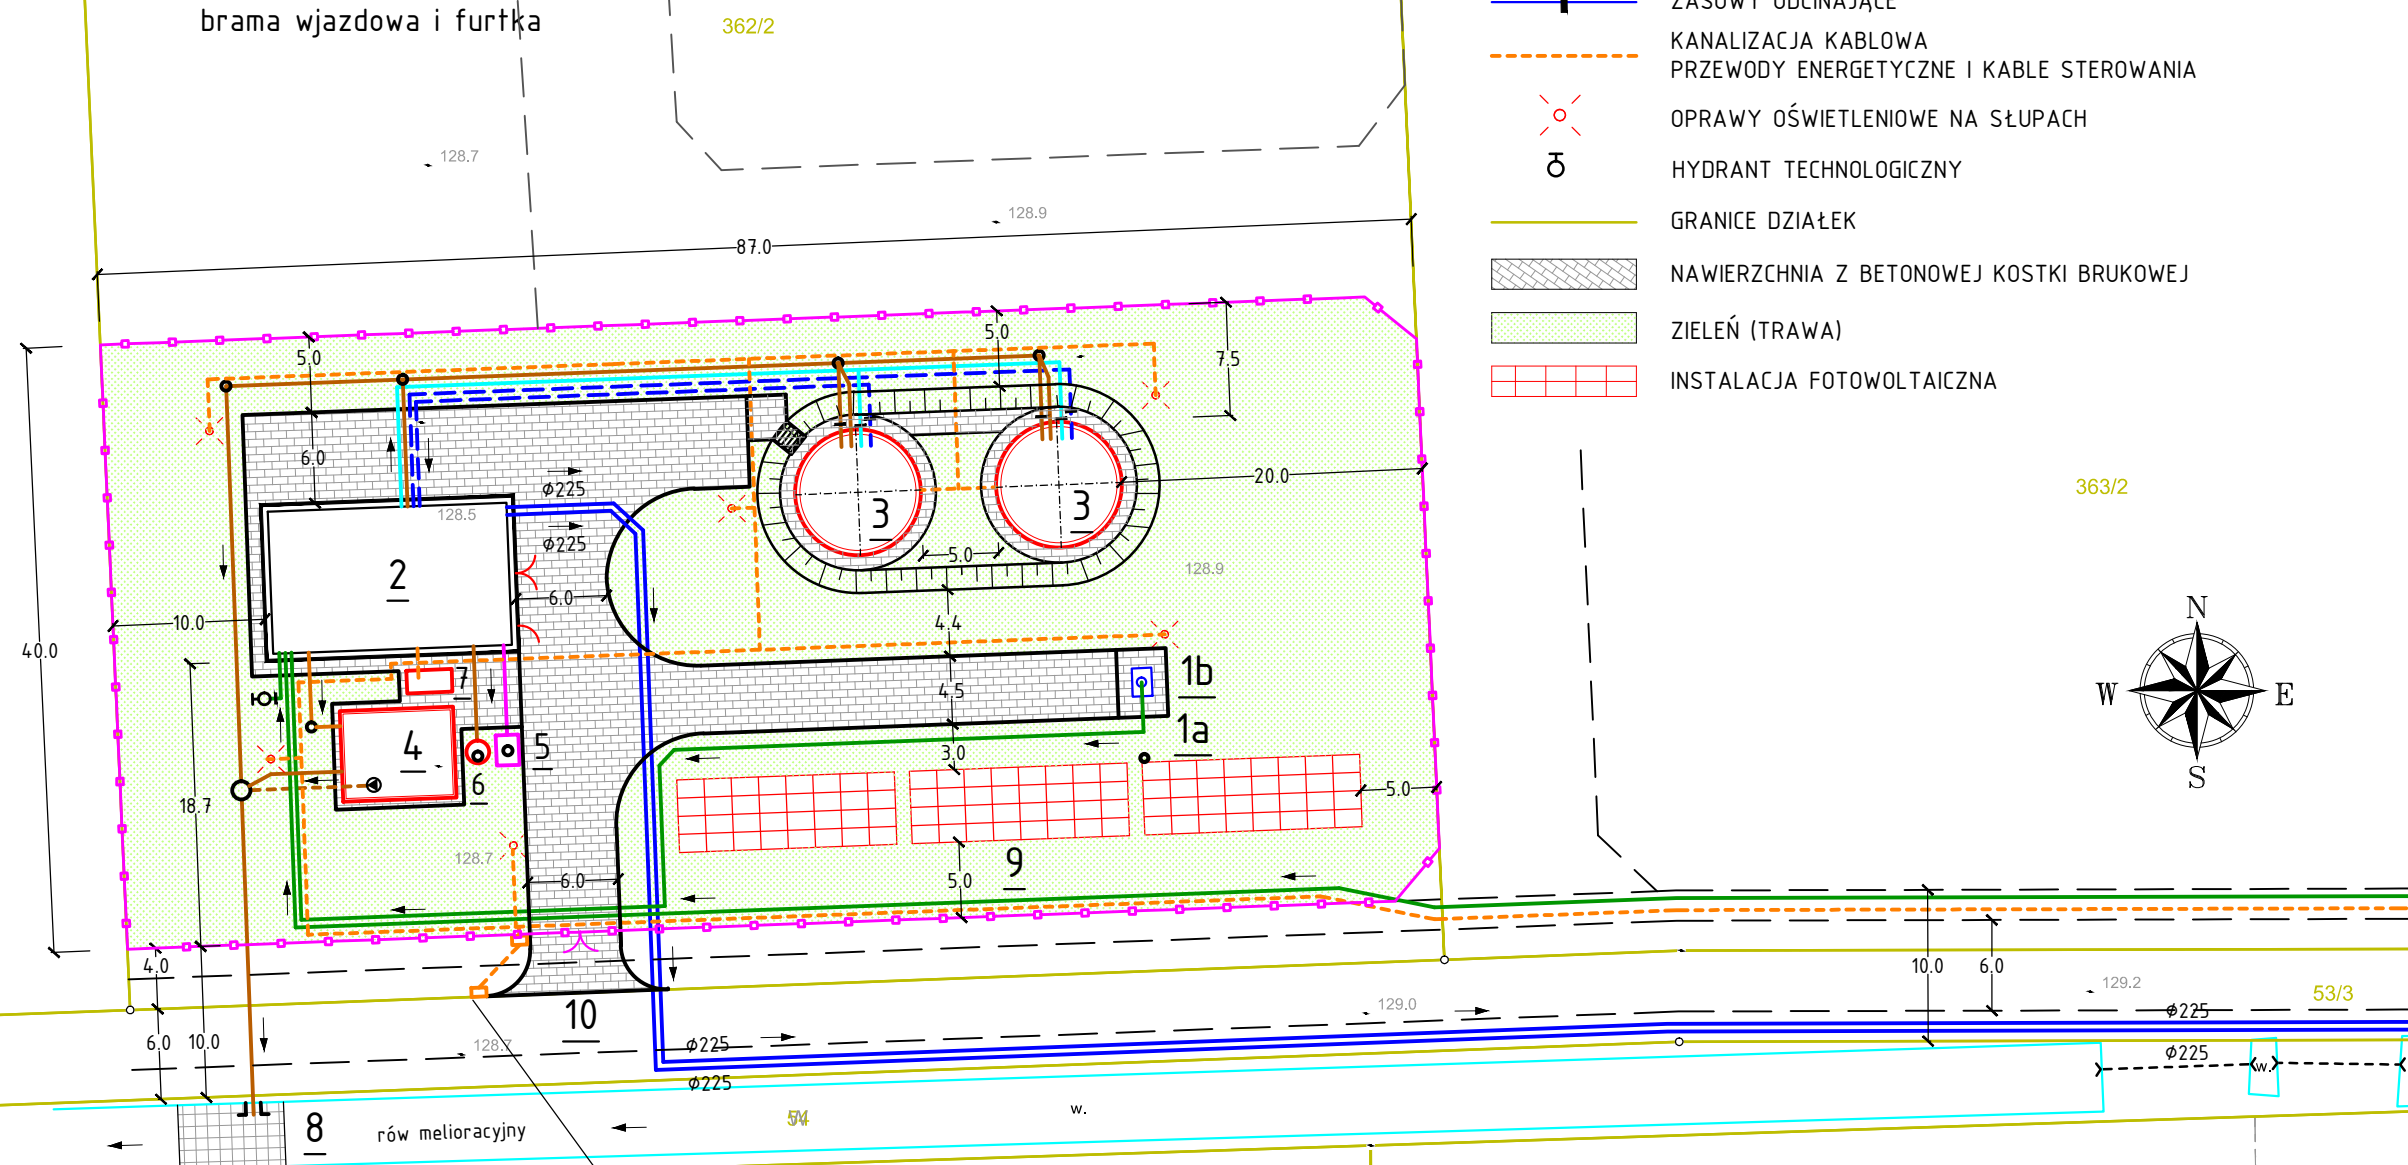 brama wjazdowa i furtka
362/2
ZASUWY ODCINAJĄCE
KANALIZACJA KABLOWA
PRZEWODY ENERGETYCZNE I KABLE STEROWANIA
OPRAWY OŚWIETLENIOWE NA SŁUPACH
HYDRANT TECHNOLOGICZNY
GRANICE DZIAŁEK
NAWIERZCHNIA Z BETONOWEJ KOSTKI BRUKOWEJ
ZIELEŃ (TRAWA)
INSTALACJA FOTOWOLTAICZNA
128.7
128.9
87.0
5.0
5.0
7.5
6.0
20.0
363/2
ϕ225
128.5
3
3
ϕ225
5.0
128.9
2
6.0
10.0
4.4
40.0
N
W
E
S
7
1b
4.5
1a
4
5
3.0
6
18.7
5.0
128.7
9
6.0
5.0
4.0
10.0
6.0
129.2
53/3
129.0
ϕ225
10
6.0
10.0
128.7
ϕ225
ϕ225
w.
ϕ225
8
rów melioracyjny
54
w.